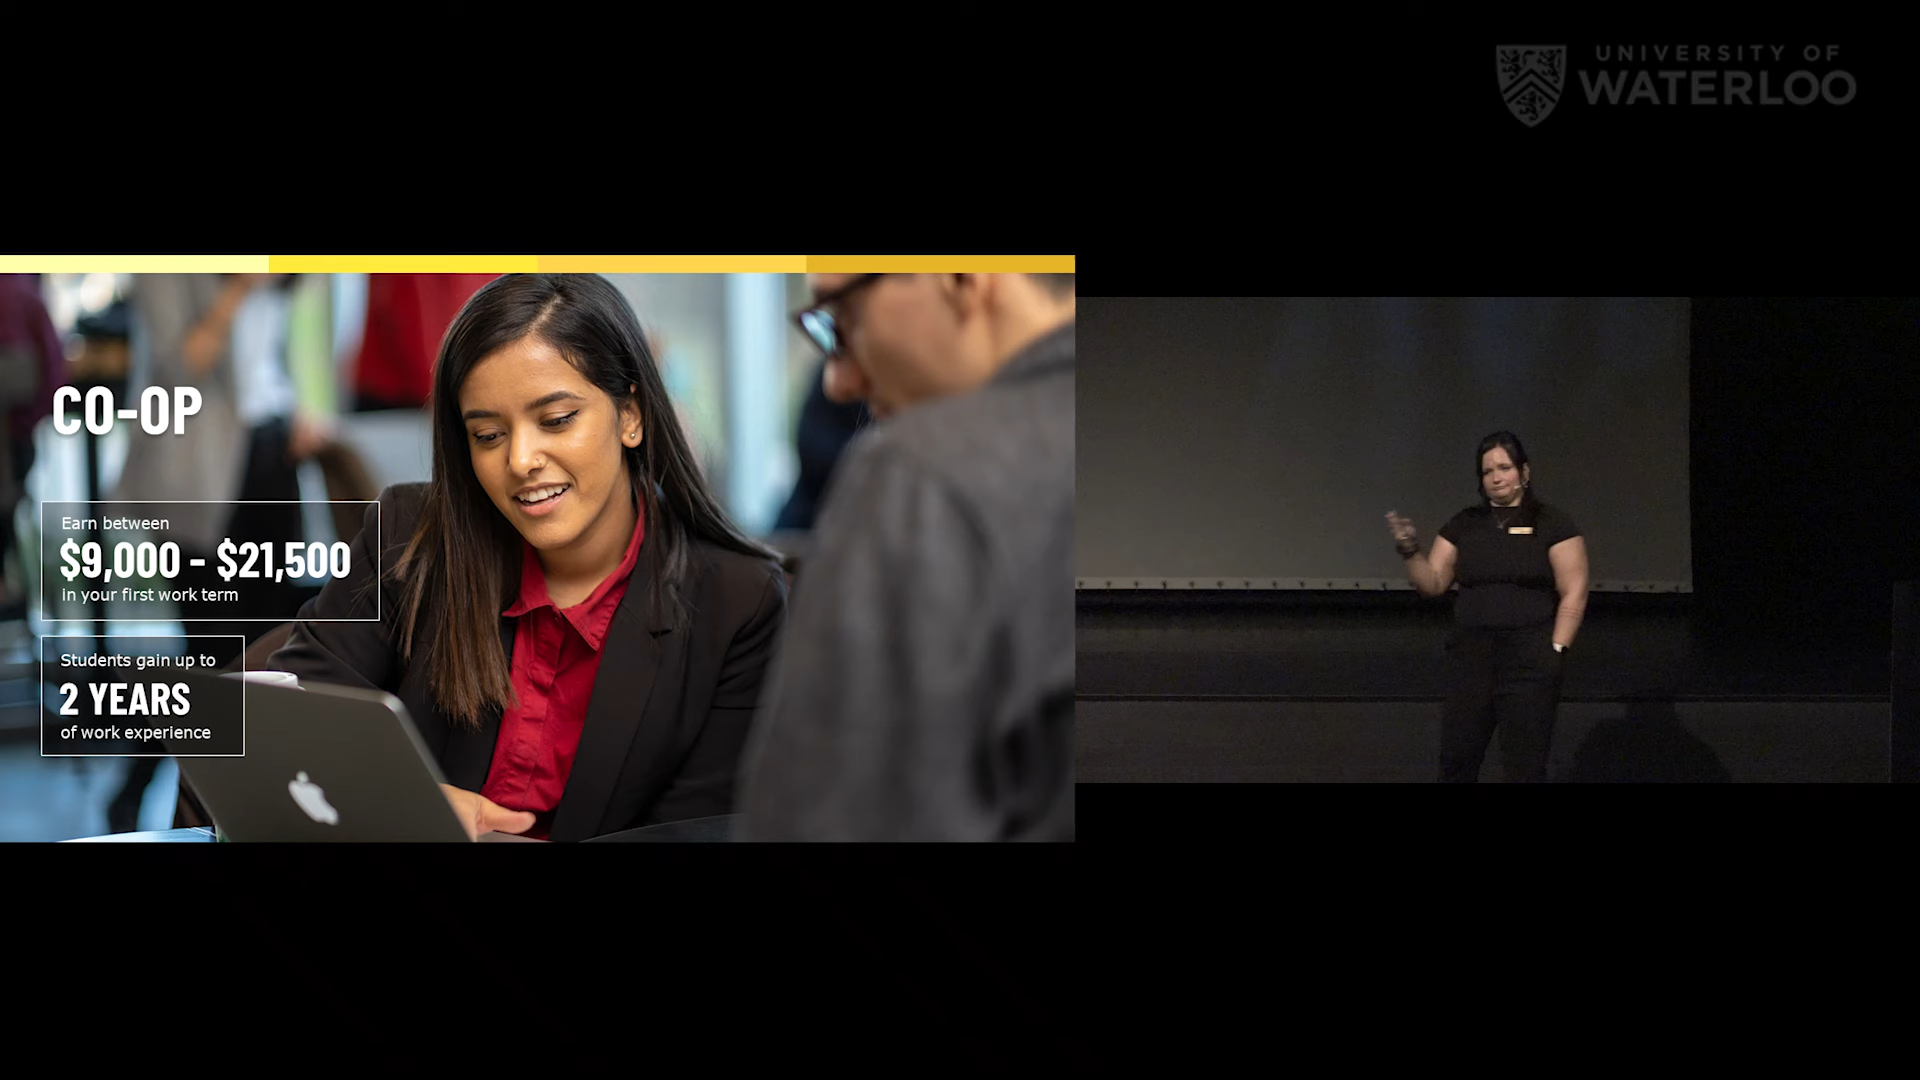 UNIVERSITY OF
WATERLOO
CO-OP
Earn between
$9,000 - $21,500
in your first work term
Students gain up to
2 YEARS
of work experience